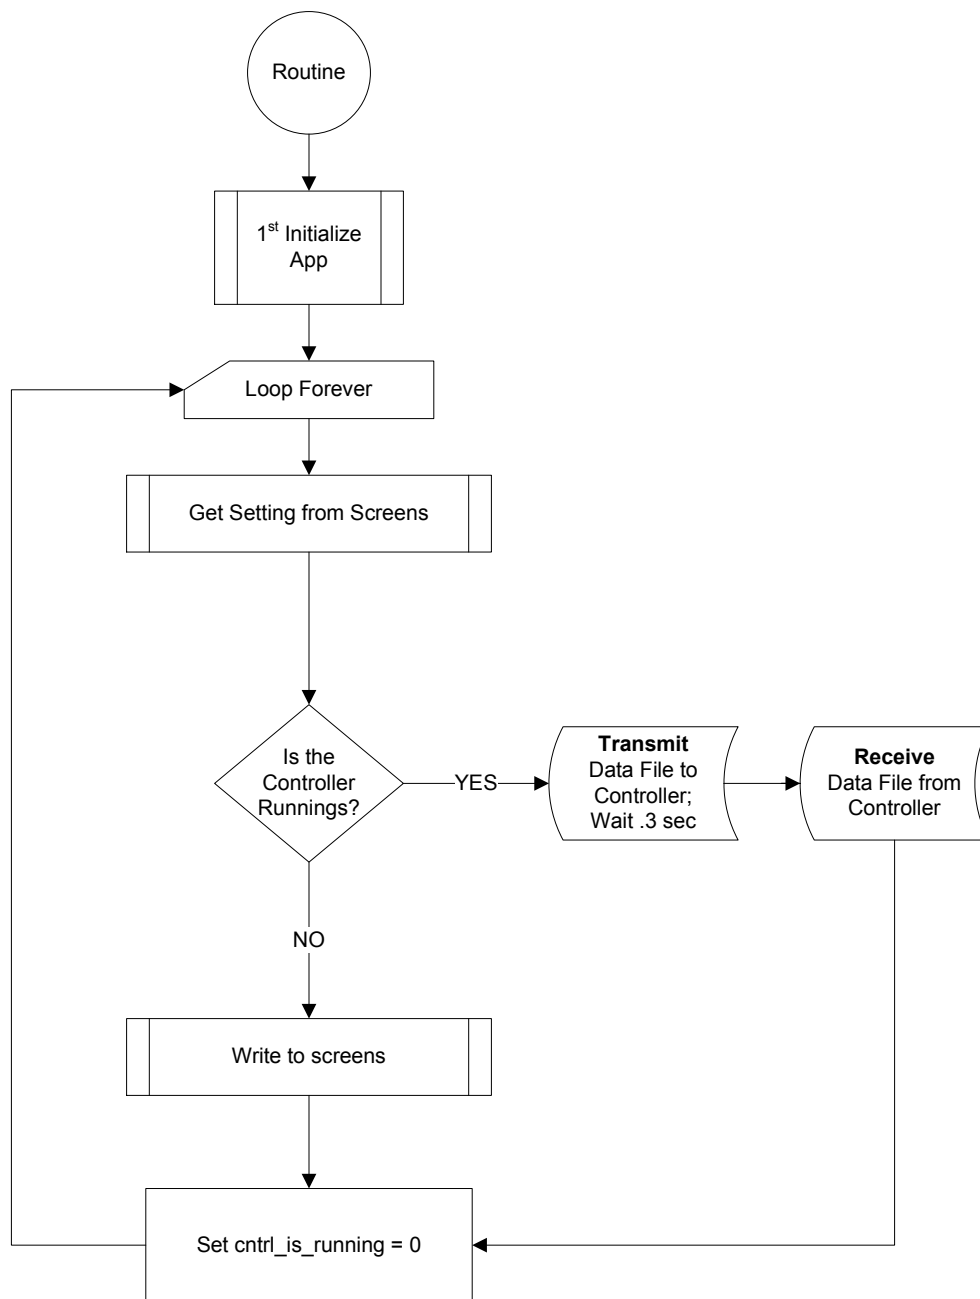 Routine
1st Initialize
App
Loop Forever
Get Setting from Screens
Is the
Controller
Runnings?
YES
Transmit
Data File to
Controller;
Wait .3 sec
Receive
Data File from
Controller
NO
Write to screens
Set cntrl_is_running = 0